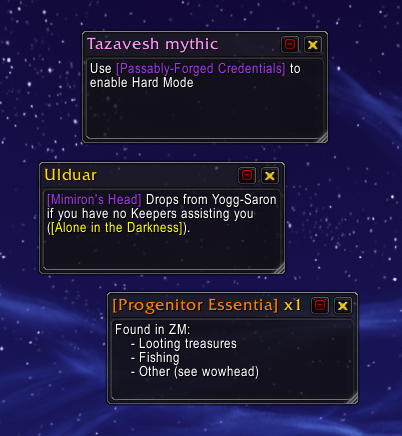 Tazavesh mythic
Use [Passably-Forged Credentials] to
enable Hard Mode
Ulduar
[Mimiron's Head] Drops from Yogg-Saron
if you have no Keepers assisting you
([Alone in the Darkness]).
[Progenitor Essentia] x1
Found in ZM:
- Looting treasures
- Fishing
- Other (see wowhead)